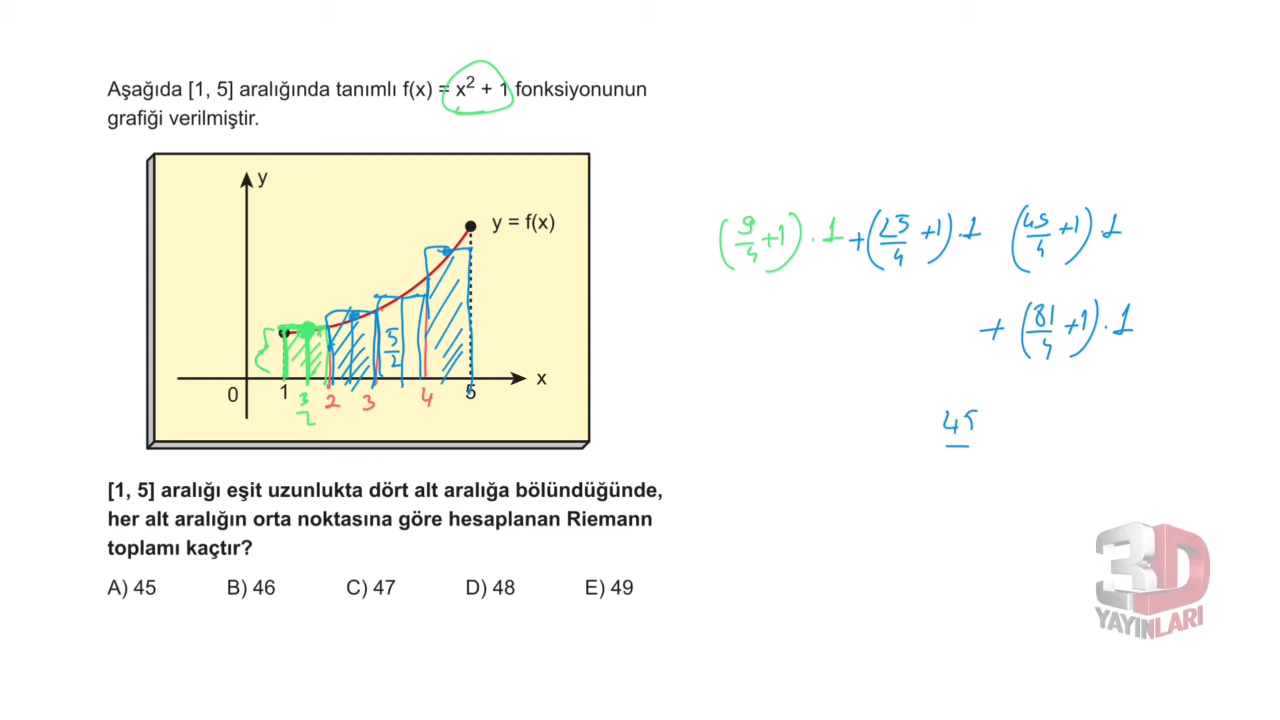 Aşağıda [1, 5] aralığında tanımlı f(x) = x² + 1 fonksiyonunun
grafiği verilmiştir.
y
y = f(x)
5/2
0
1
3/2
2
3
4
5
x
(9/4 + 1) · 1 + (25/4 + 1) · 1 (45/4 + 1) · 1
+ (81/4 + 1) · 1
45
[1, 5] aralığı eşit uzunlukta dört alt aralığa bölündüğünde,
her alt aralığın orta noktasına göre hesaplanan Riemann
toplamı kaçtır?
A) 45 B) 46 C) 47 D) 48 E) 49
3D
YAYINLARI